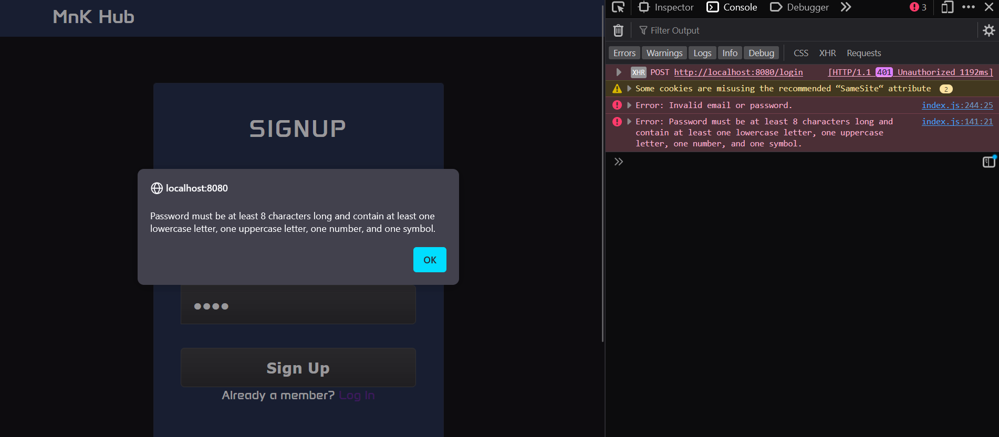 MnK Hub
SIGNUP
localhost:8080
Password must be at least 8 characters long and contain at least one
lowercase letter, one uppercase letter, one number, and one symbol.
OK
••••
Sign Up
Already a member? Log In
Inspector Console Debugger 3
Filter Output
Errors Warnings Logs Info Debug CSS XHR Requests
XHR POST http://localhost:8080/login [HTTP/1.1 401 Unauthorized 1192ms]
Some cookies are misusing the recommended “SameSite“ attribute 2
Error: Invalid email or password. index.js:244:25
Error: Password must be at least 8 characters long and index.js:141:21
contain at least one lowercase letter, one uppercase
letter, one number, and one symbol.